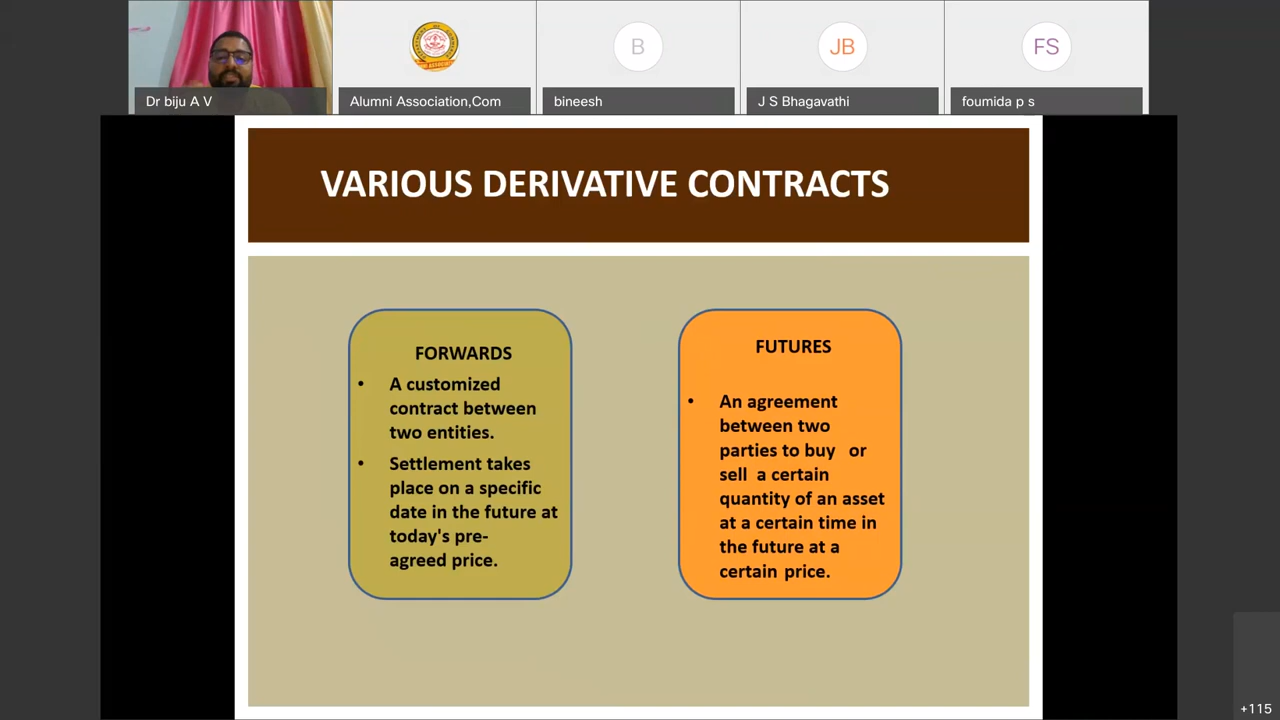 B
JB
FS
Dr biju A V
Alumni Association,Com
bineesh
J S Bhagavathi
foumida p s
VARIOUS DERIVATIVE CONTRACTS
FORWARDS
• A customized
contract between
two entities.
• Settlement takes
place on a specific
date in the future at
today's pre-
agreed price.
FUTURES
• An agreement
between two
parties to buy or
sell a certain
quantity of an asset
at a certain time in
the future at a
certain price.
+115